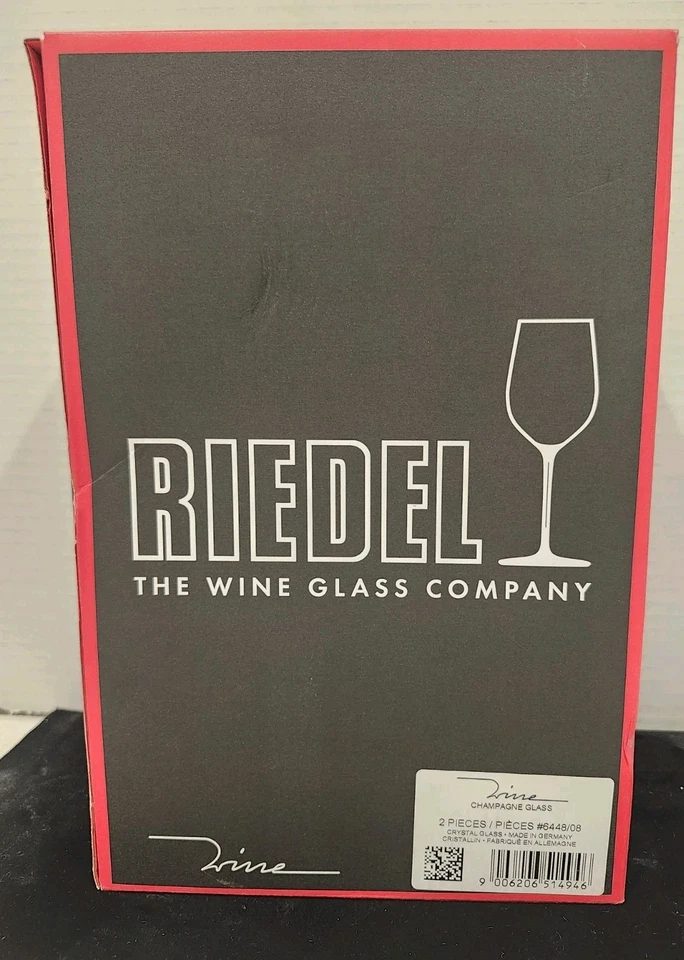 RIEDEL
THE WINE GLASS COMPANY
Wine
Wine
CHAMPAGNE GLASS
2 PIECES / PIÈCES #6448/08
CRYSTAL GLASS • MADE IN GERMANY
CRISTALLIN • FABRIQUÉ EN ALLEMAGNE
9 006206 514946